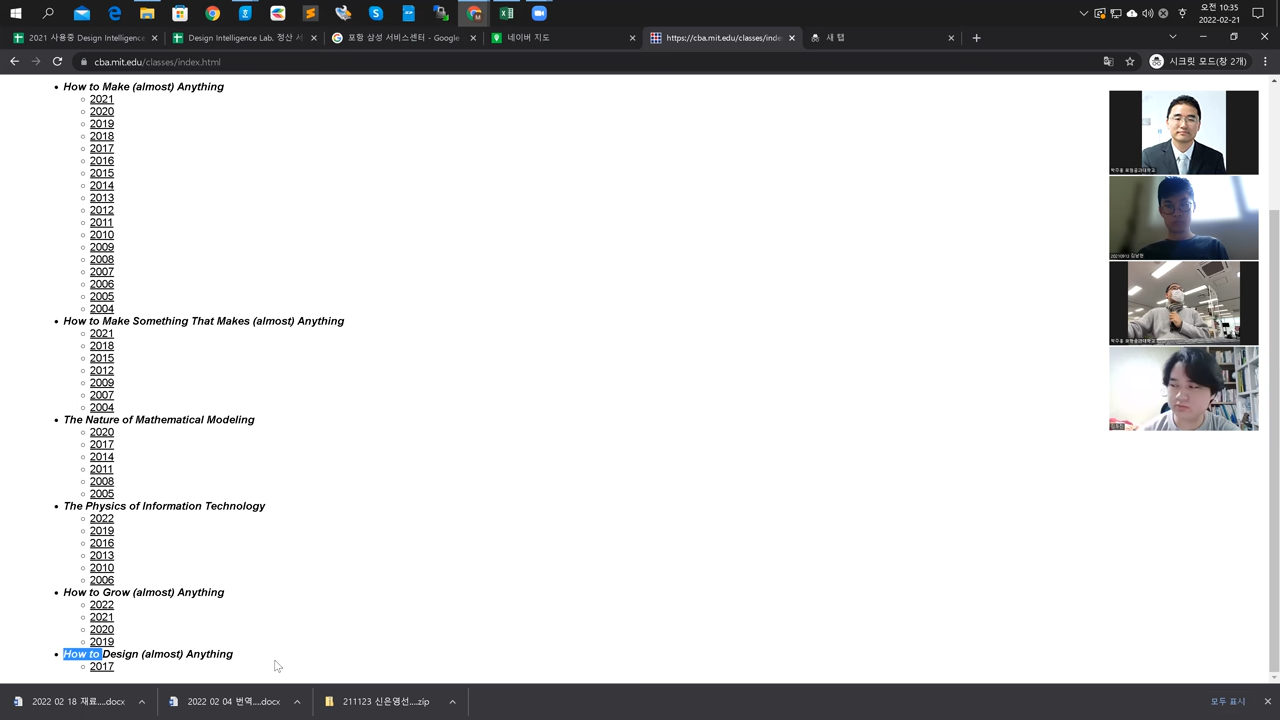 오전 10:35
2022-02-21
2021 사용중 Design Intelligence
Design Intelligence Lab. 정산 서
포항 삼성 서비스센터 - Google
네이버 지도
https://cba.mit.edu/classes/inde
새 탭
cba.mit.edu/classes/index.html
시크릿 모드(창 2개)
How to Make (almost) Anything
2021
2020
2019
2018
2017
2016
2015
2014
2013
2012
2011
2010
2009
2008
2007
2006
2005
2004
How to Make Something That Makes (almost) Anything
2021
2018
2015
2012
2009
2007
2004
The Nature of Mathematical Modeling
2020
2017
2014
2011
2008
2005
The Physics of Information Technology
2022
2019
2016
2013
2010
2006
How to Grow (almost) Anything
2022
2021
2020
2019
How to Design (almost) Anything
2017
2022 02 18 재료....docx
2022 02 04 번역....docx
211123 신은영선....zip
모두 표시